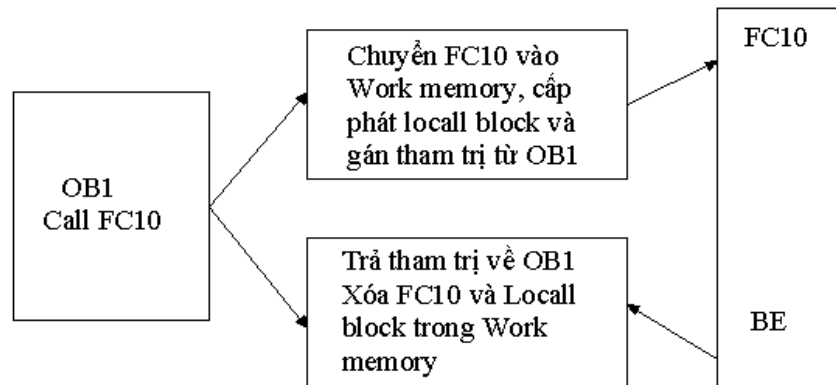 OB1
Call FC10
Chuyển FC10 vào
Work memory, cấp
phát locall block và
gán tham trị từ OB1
FC10
Trả tham trị về OB1
Xóa FC10 và Locall
block trong Work
memory
BE